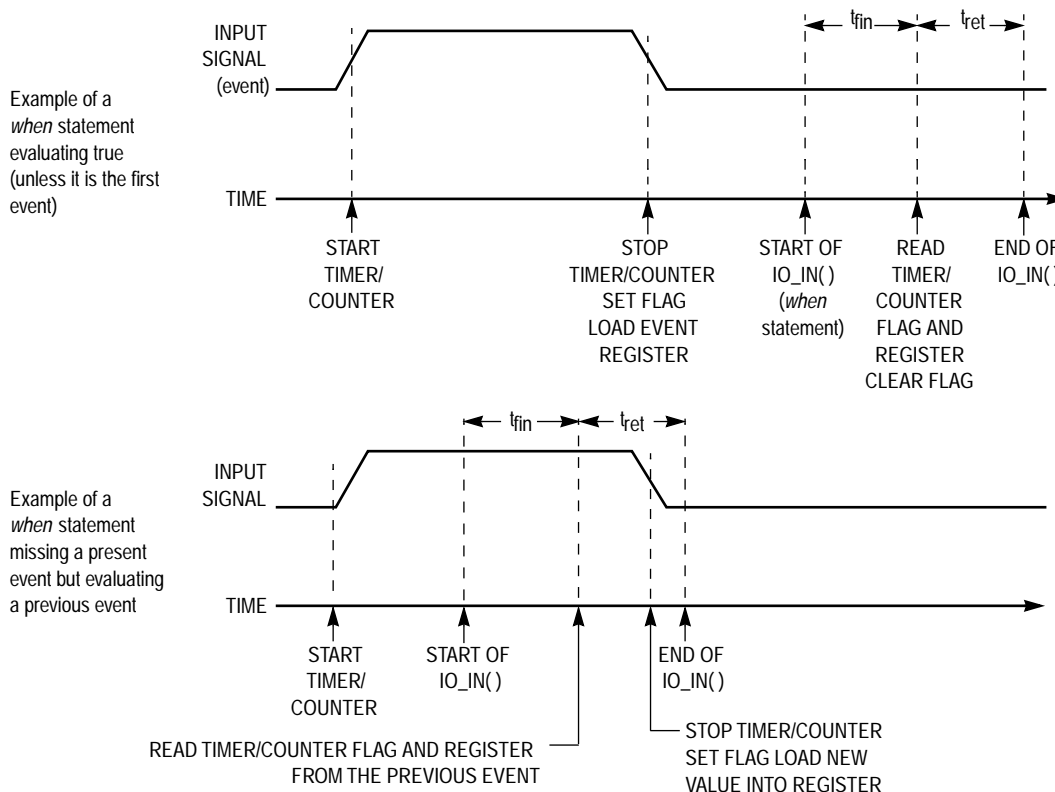 Example of a
when statement
evaluating true
(unless it is the first
event)
INPUT
SIGNAL
(event)
tfin
tret
TIME
START
TIMER/
COUNTER
STOP
TIMER/COUNTER
SET FLAG
LOAD EVENT
REGISTER
START OF
IO_IN( )
(when
statement)
READ
TIMER/
COUNTER
FLAG AND
REGISTER
CLEAR FLAG
END OF
IO_IN( )
Example of a
when statement
missing a present
event but evaluating
a previous event
INPUT
SIGNAL
tfin
tret
TIME
START
TIMER/
COUNTER
START OF
IO_IN( )
END OF
IO_IN( )
READ TIMER/COUNTER FLAG AND REGISTER
FROM THE PREVIOUS EVENT
STOP TIMER/COUNTER
SET FLAG LOAD NEW
VALUE INTO REGISTER